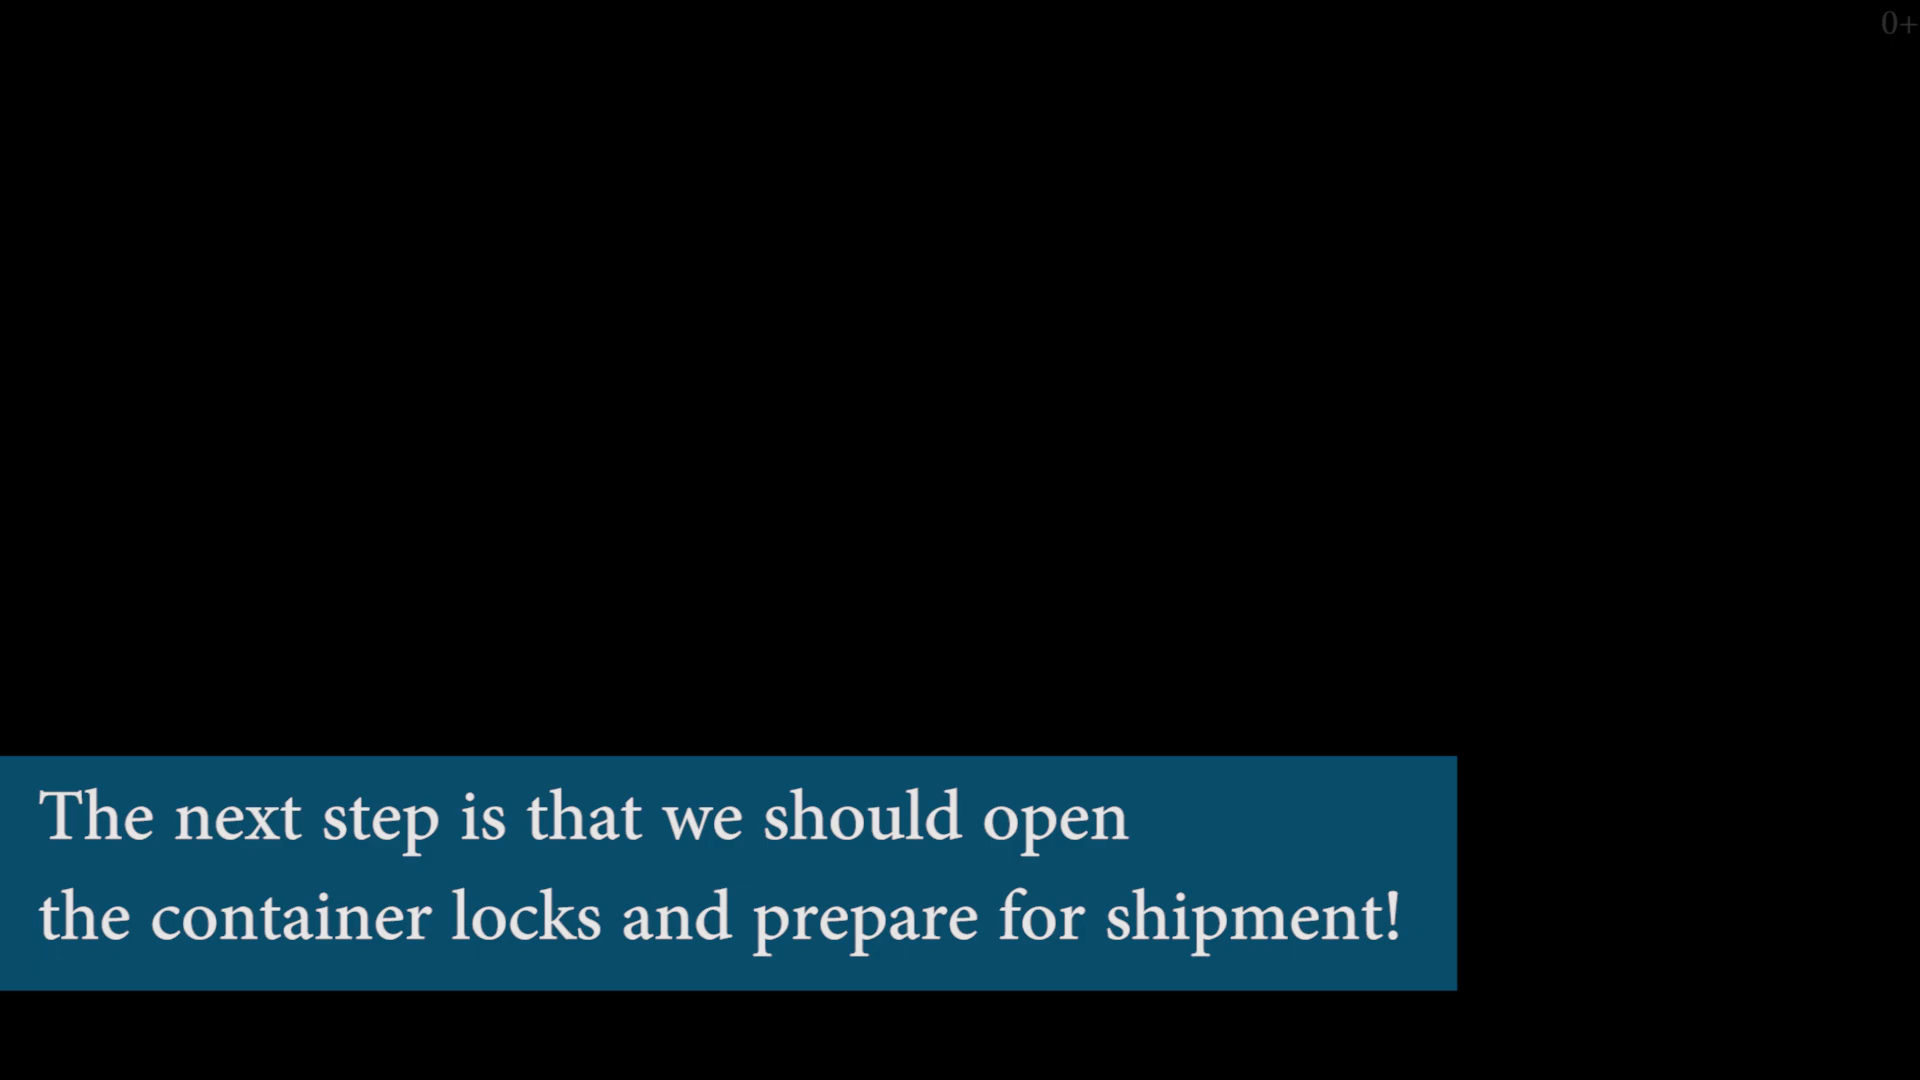 0+
The next step is that we should open
the container locks and prepare for shipment!